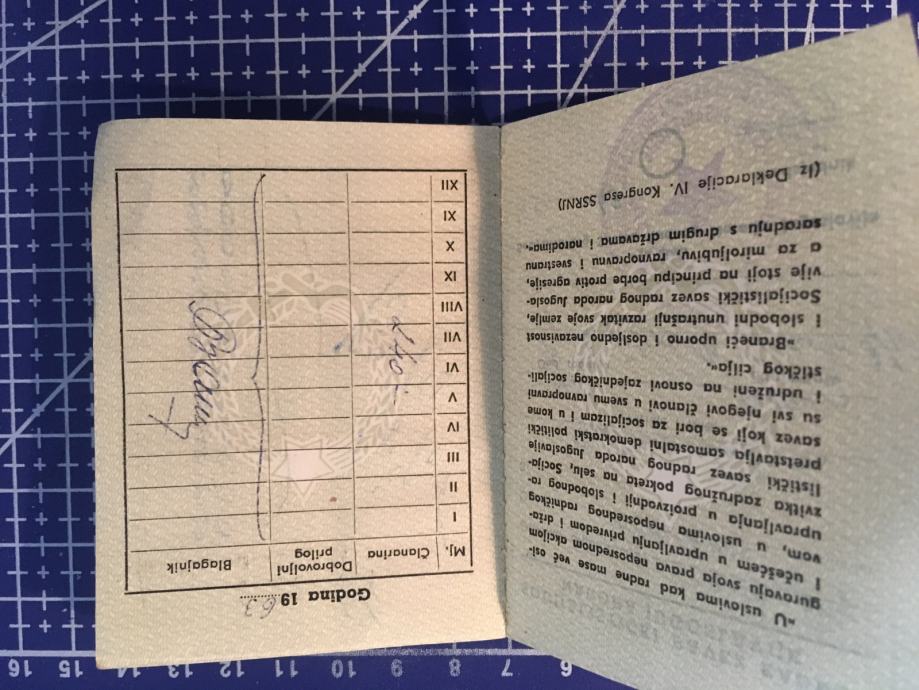 6 7 8 9 10 11 12 13 14 15 16
»U uslovima kad radne mase već osi-
guravaju svoja prava neposrednom akcijom
i učešćem u upravljanju privredom i drža-
vom, u uslovima neposrednog radničkog
upravljanja u proizvodnji i slobodnog ra-
zvitka zadružnog pokreta na selu, Socija-
listički savez radnog naroda Jugoslavije
pretstavlja samostalni demokratski politički
savez koji se bori za socijalizam i u kome
su svi njegovi članovi u svemu ravnopravni
i udruženi na osnovi zajedničkog socijali-
stičkog cilja«.
»Braneći uporno i dosljedno nezavisnost
i slobodni unutrašnji razvitak svoje zemlje,
Socijalistički savez radnog naroda Jugosla-
vije stoji na principu borbe protiv agresije,
a za miroljubivu, ravnopravnu i svestranu
saradnju s drugim državama i narodima«.
(Iz Deklaracije IV. Kongresa SSRNJ)
Godina 1963
Mj. Članarina Dobrovoljni prilog Blagajnik
I
II
III
IV
V
VI
VII 240.-
VIII
IX
X
XI
XII